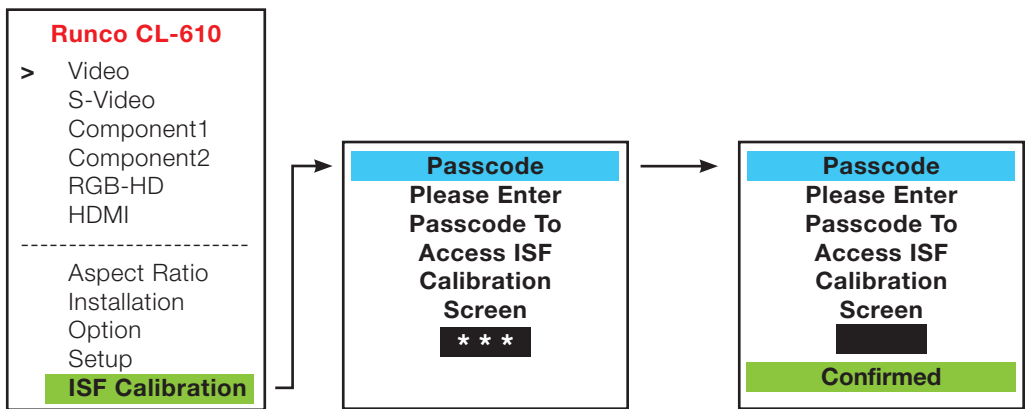 Runco CL-610
> Video
S-Video
Component1
Component2
RGB-HD
HDMI
------------------------
Aspect Ratio
Installation
Option
Setup
ISF Calibration
Passcode
Please Enter
Passcode To
Access ISF
Calibration
Screen
* * *
Passcode
Please Enter
Passcode To
Access ISF
Calibration
Screen
Confirmed